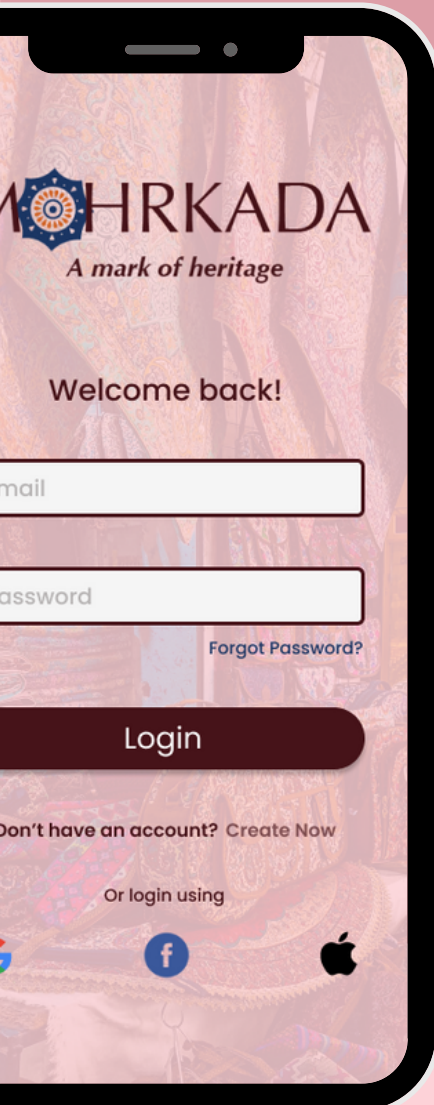 MOHRKADA
A mark of heritage
Welcome back!
mail
assword
Forgot Password?
Login
Don't have an account? Create Now
Or login using